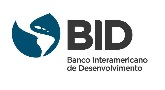 BID
Banco Interamericano
de Desenvolvimento